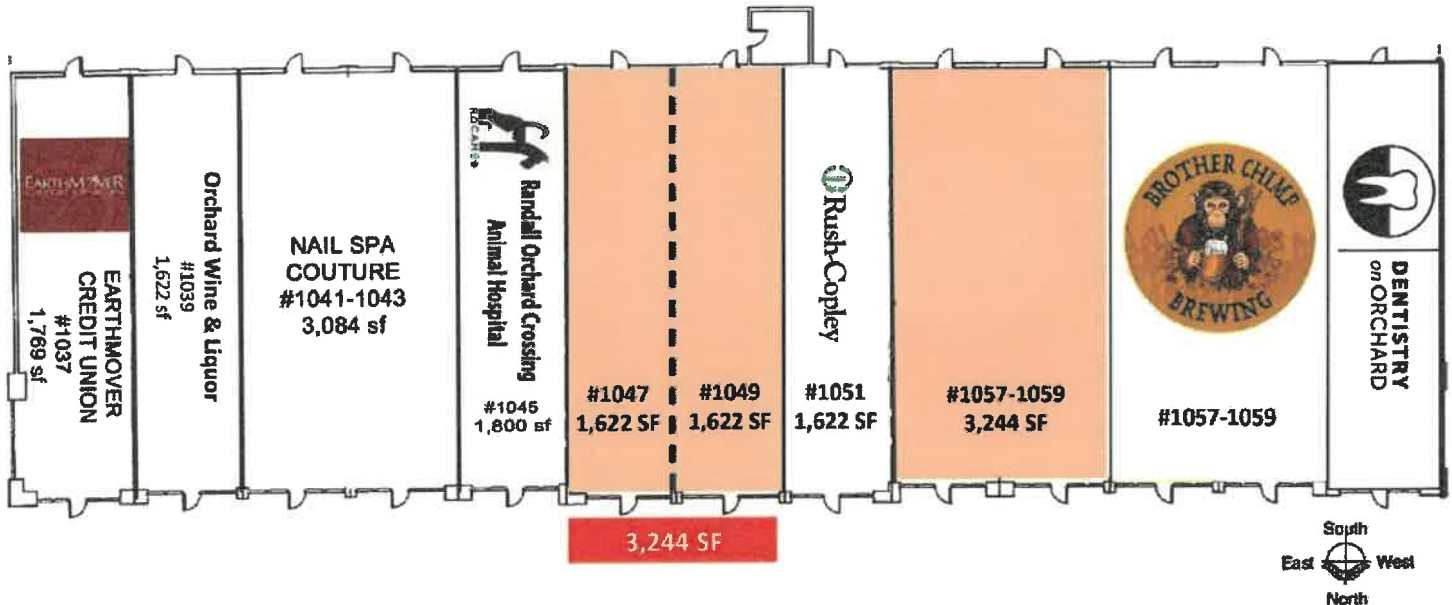 EARTHMOVER
EARTHMOVER
CREDIT UNION
#1037
1,769 sf
Orchard Wine & Liquor
#1039
1,622 sf
NAIL SPA
COUTURE
#1041-1043
3,084 sf
ROCAH
Randall Orchard Crossing
Animal Hospital
#1045
1,800 sf
#1047
1,622 SF
#1049
1,622 SF
Rush-Copley
#1051
1,622 SF
#1057-1059
3,244 SF
BROTHER CHIMP
BREWING
#1057-1059
DENTISTRY
on ORCHARD
3,244 SF
South
East West
North